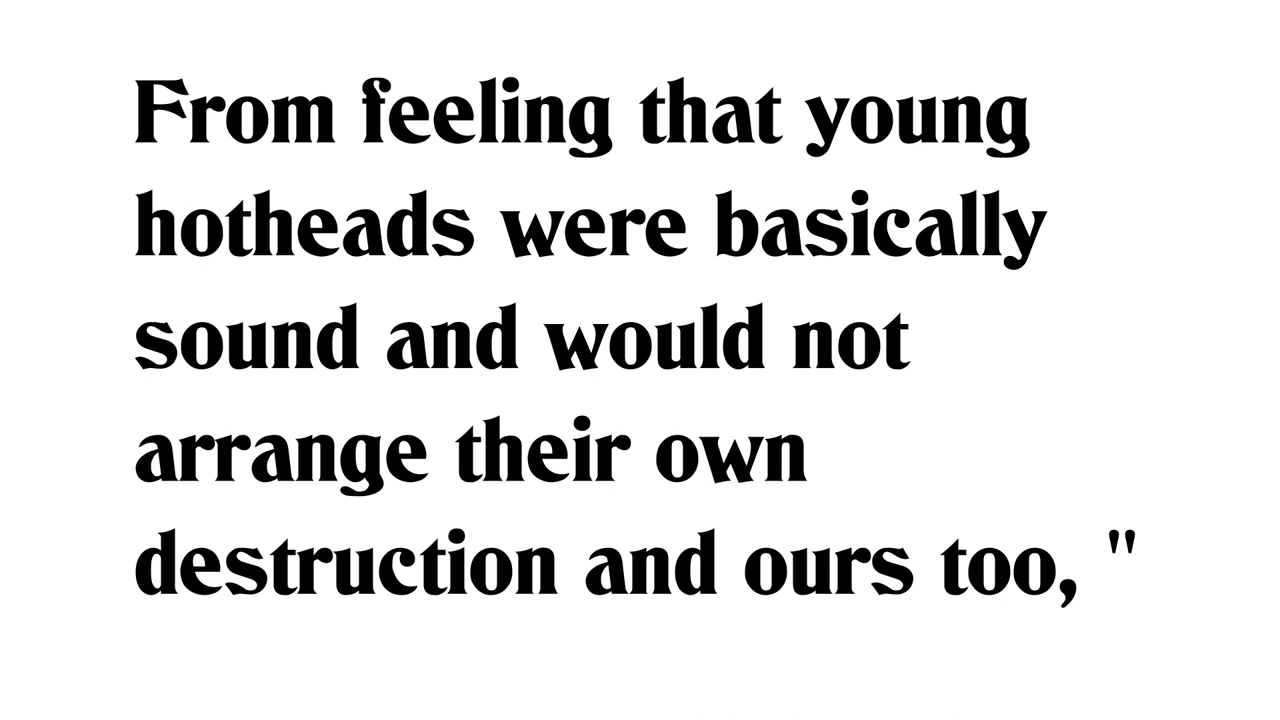 From feeling that young
hotheads were basically
sound and would not
arrange their own
destruction and ours too, "